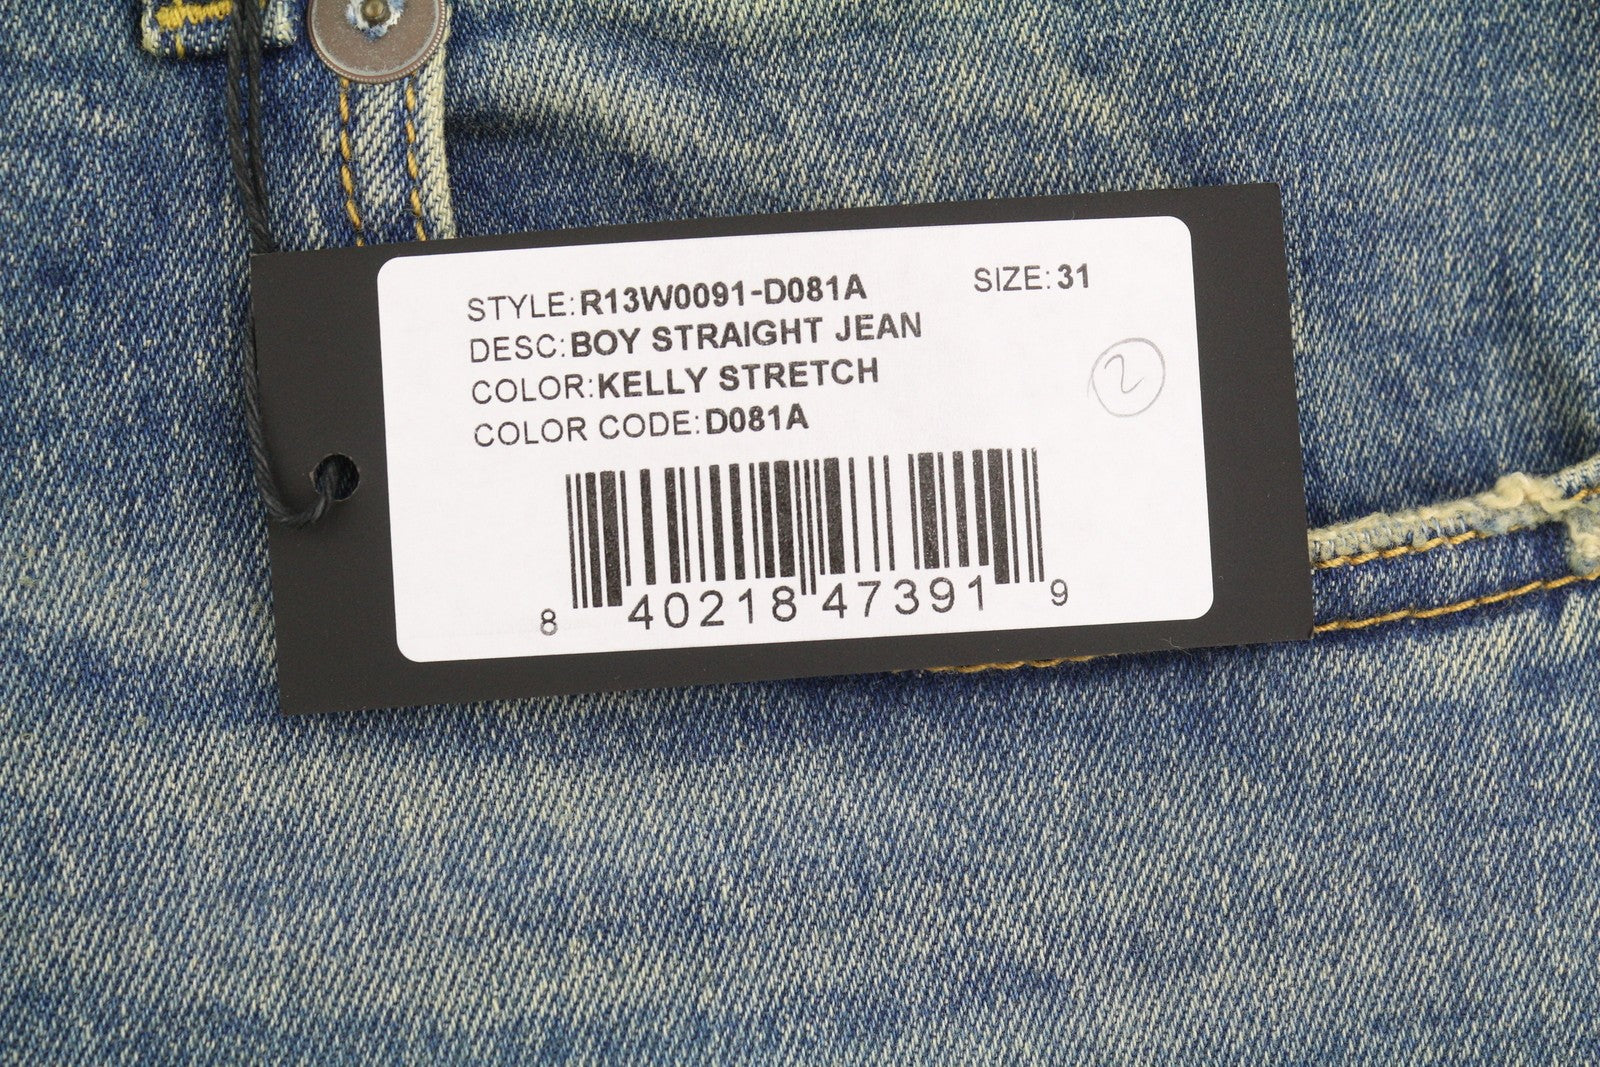 STYLE: R13W0091-D081A SIZE: 31
DESC: BOY STRAIGHT JEAN
COLOR: KELLY STRETCH
2
COLOR CODE: D081A
8 40218 47391 9